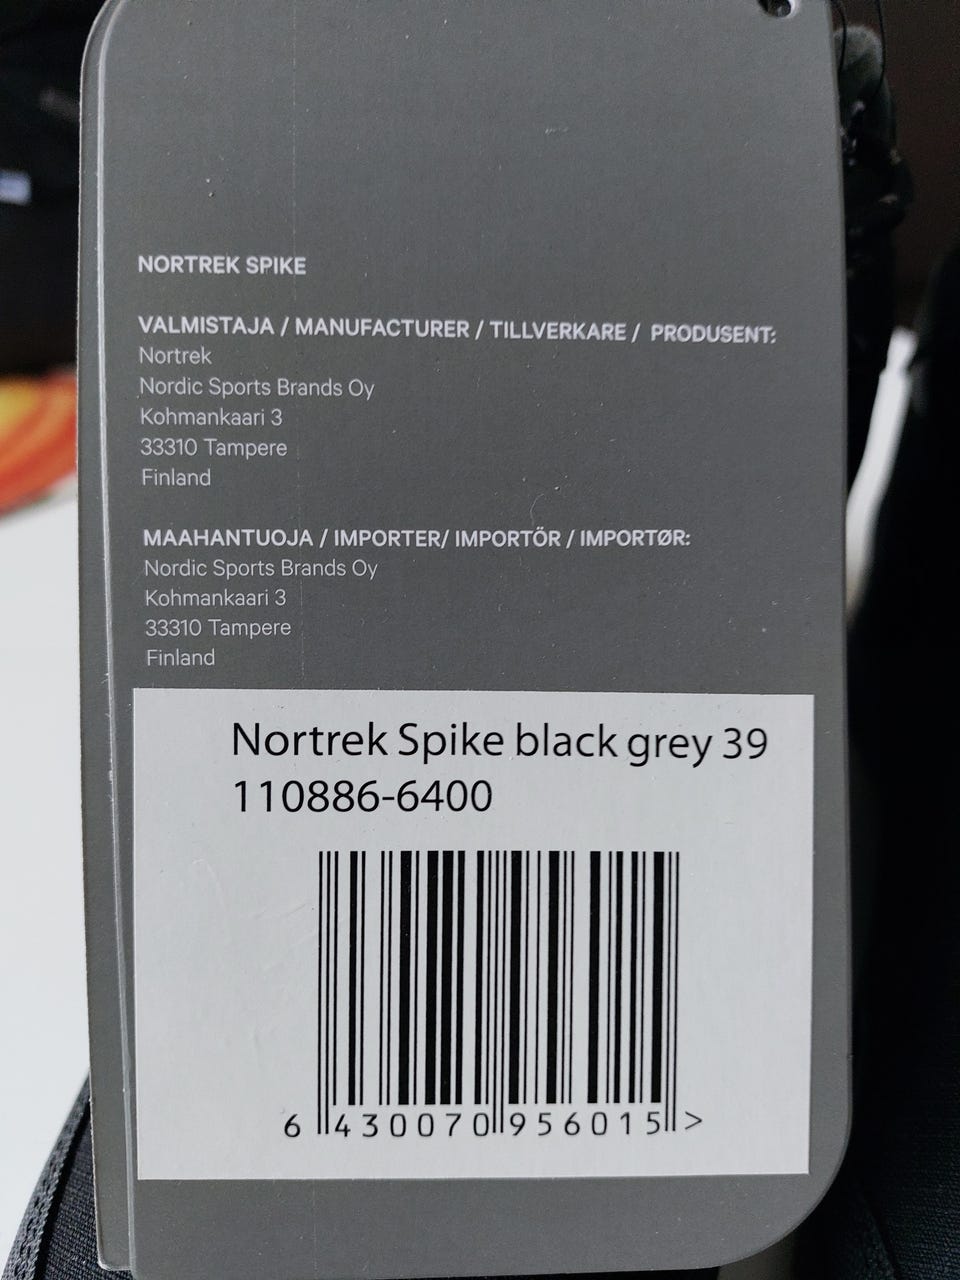 NORTREK SPIKE
VALMISTAJA / MANUFACTURER / TILLVERKARE / PRODUSENT:
Nortrek
Nordic Sports Brands Oy
Kohmankaari 3
33310 Tampere
Finland
MAAHANTUOJA / IMPORTER/ IMPORTÖR / IMPORTØR:
Nordic Sports Brands Oy
Kohmankaari 3
33310 Tampere
Finland
Nortrek Spike black grey 39
110886-6400
6 430070 956015 >